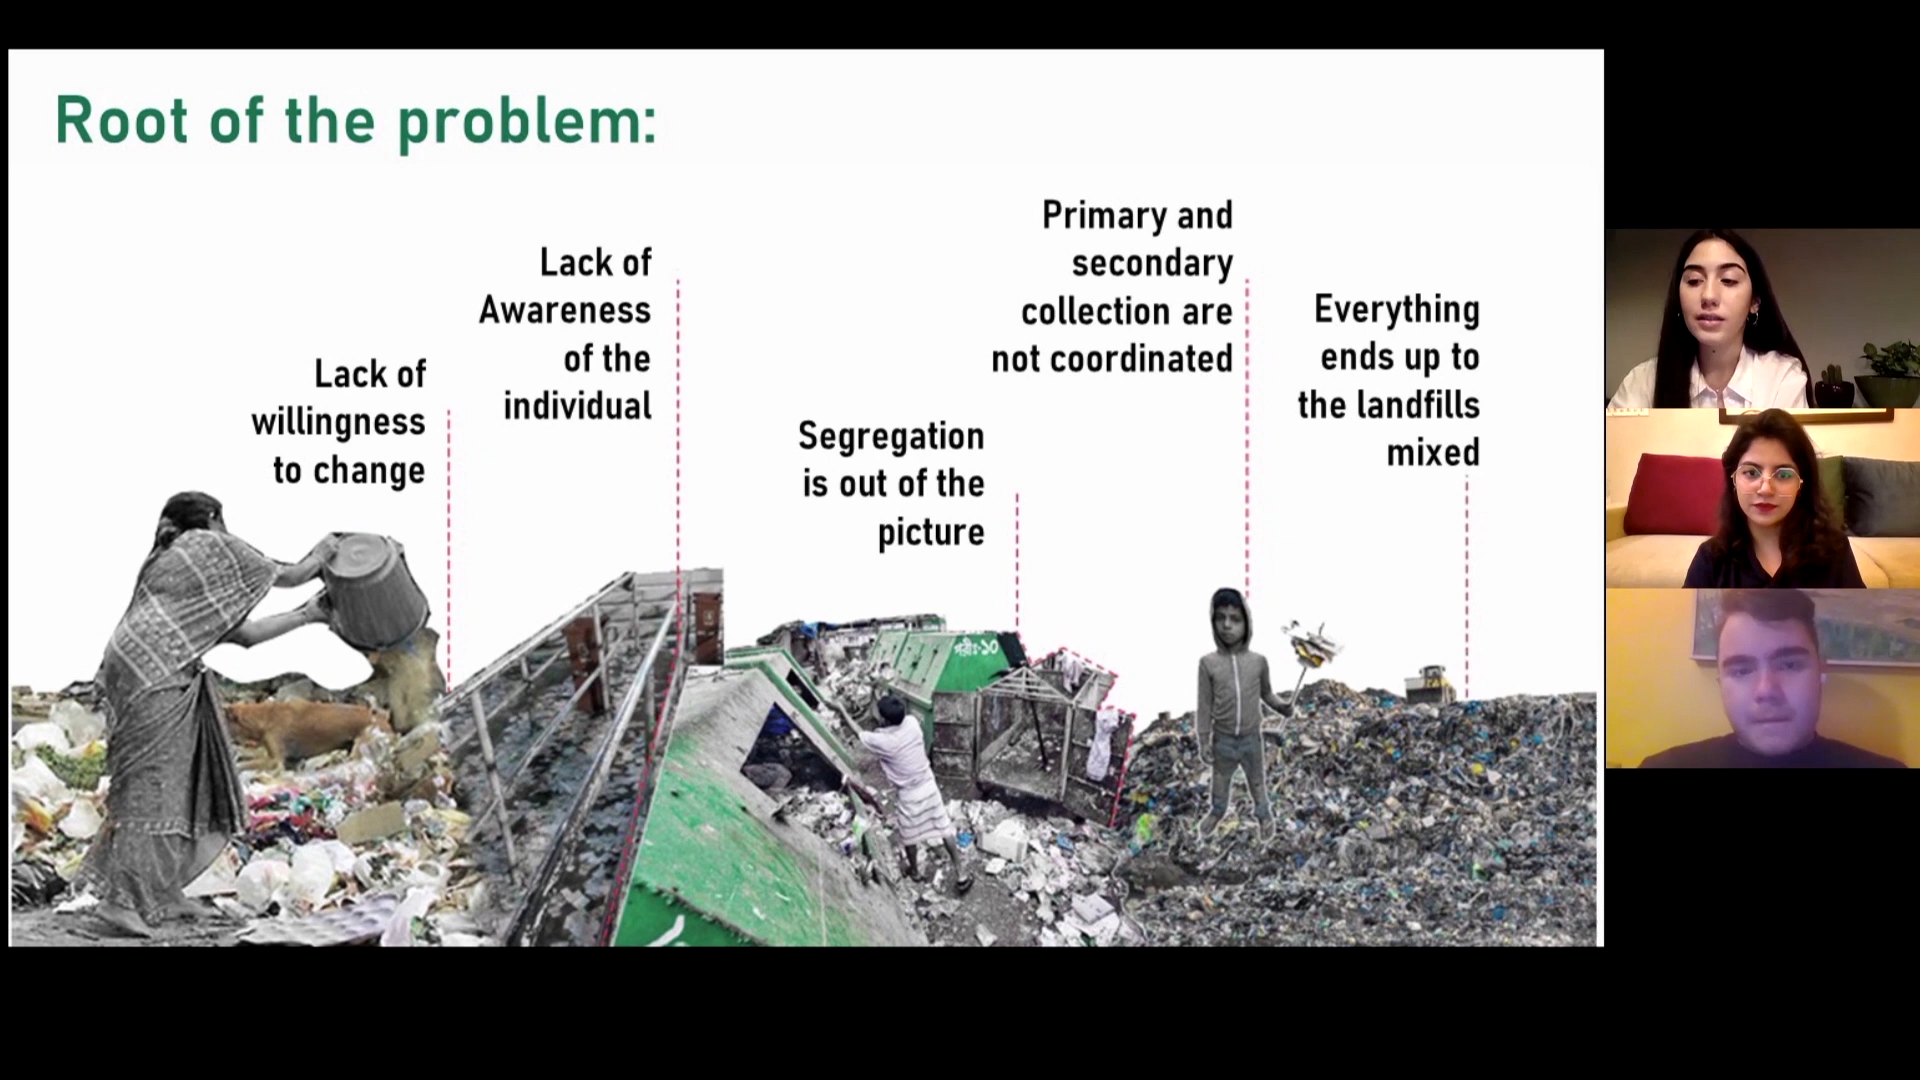 Root of the problem:
Lack of
willingness
to change
Lack of
Awareness
of the
individual
Segregation
is out of the
picture
Primary and
secondary
collection are
not coordinated
Everything
ends up to
the landfills
mixed